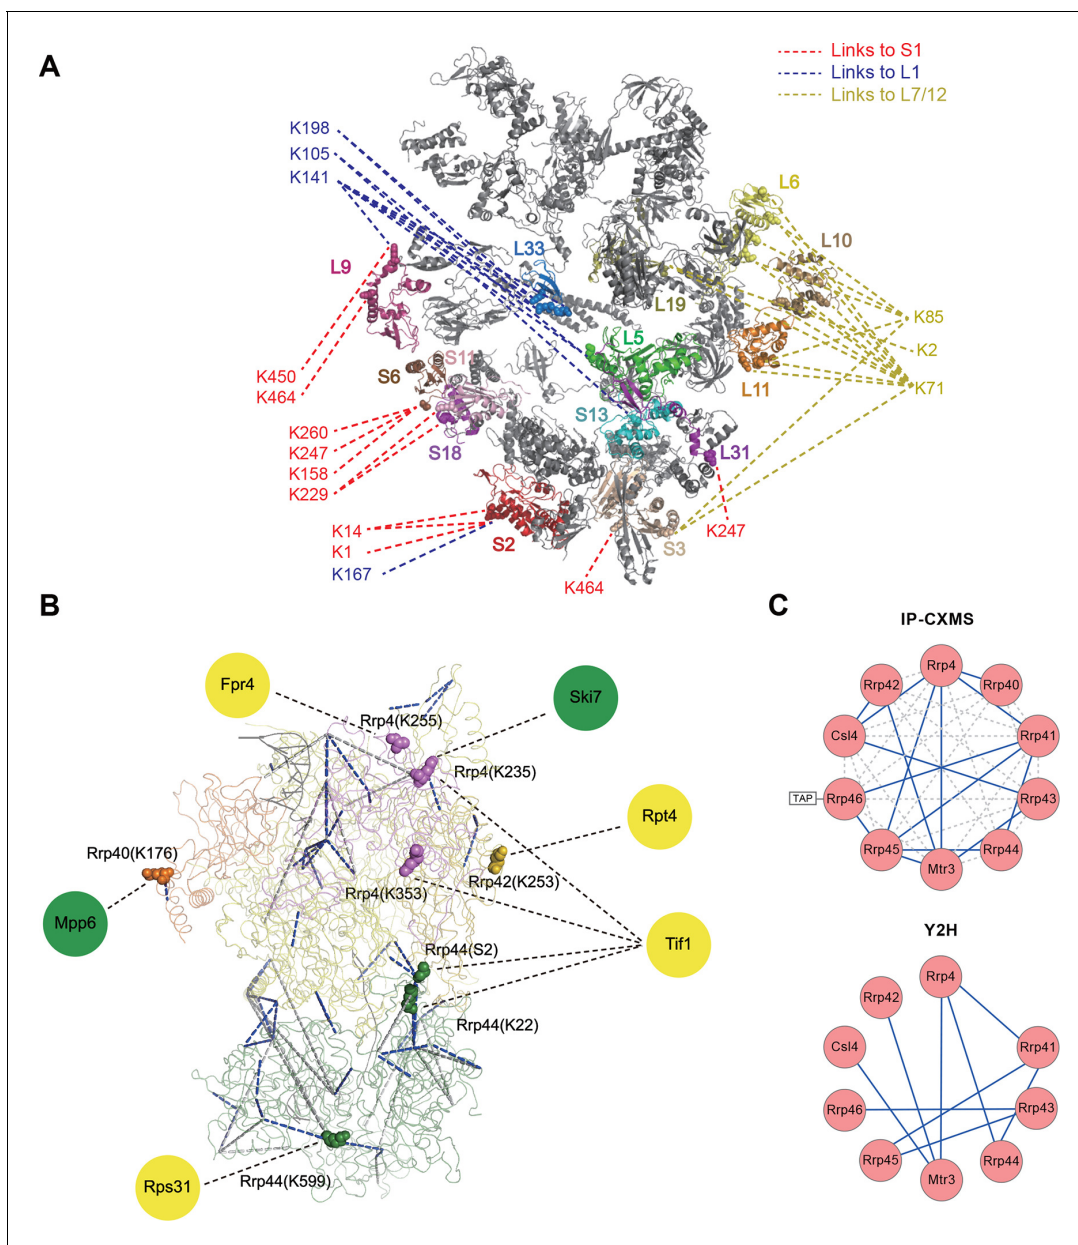 A
Links to S1
Links to L1
Links to L7/12
K198
K105
K141
L6
L10
L33
L9
L19
K85
K2
L5
K71
L11
S11
S6
K450
K464
S13
K260
K247
K158
K229
S18
L31
K14
K1
K167
S2
S3
K247
K464
B
Fpr4
Ski7
Rrp4(K255)
Rrp4(K235)
Rpt4
Rrp40(K176)
Rrp42(K253)
Rrp4(K353)
Mpp6
Tif1
Rrp44(S2)
Rrp44(K22)
Rps31
Rrp44(K599)
C
IP-CXMS
Rrp4
Rrp42
Rrp40
Csl4
Rrp41
TAP
Rrp46
Rrp43
Rrp45
Rrp44
Mtr3
Y2H
Rrp4
Rrp42
Csl4
Rrp41
Rrp46
Rrp43
Rrp45
Rrp44
Mtr3